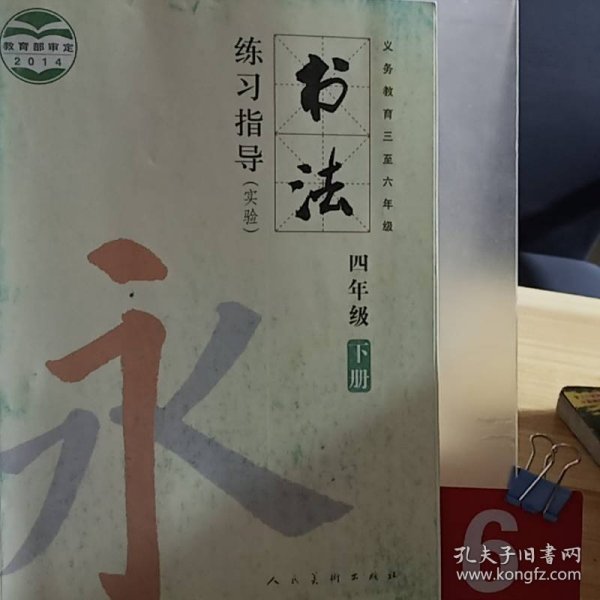 教育部审定
2014
义务教育三至六年级
书法
练习指导
(实验)
四年级
下册
永
人民美术出版社
6
孔夫子旧书网
www.kongfz.com